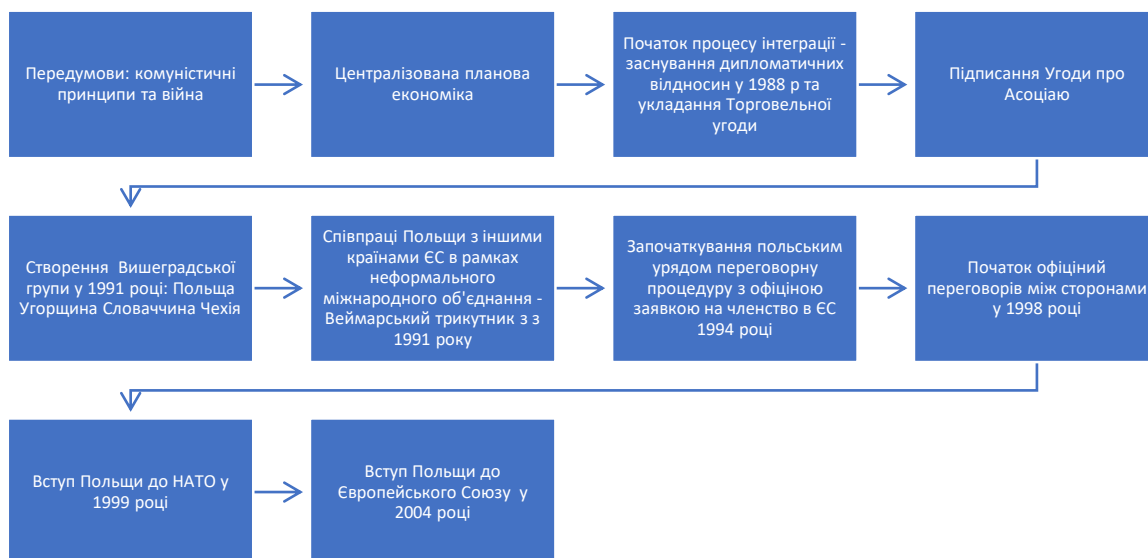 Передумови: комуністичні
принципи та війна
Централізована планова
економіка
Початок процесу інтеграції -
заснування дипломатичних
вілдносин у 1988 р та
укладання Торговельної
угоди
Підписання Угоди про
Асоціаю
Створення Вишеградської
групи у 1991 році: Польща
Угорщина Словаччина Чехія
Співпраці Польщи з іншими
країнами ЄС в рамках
неформального
міжнародного об'єднання -
Веймарський трикутник з з
1991 року
Започаткування польським
урядом переговорну
процедуру з офіціною
заявкою на членство в ЄС
1994 році
Початок офіціний
переговорів між сторонами
у 1998 році
Вступ Польщи до НАТО у
1999 році
Вступ Польщи до
Європейського Союзу у
2004 році